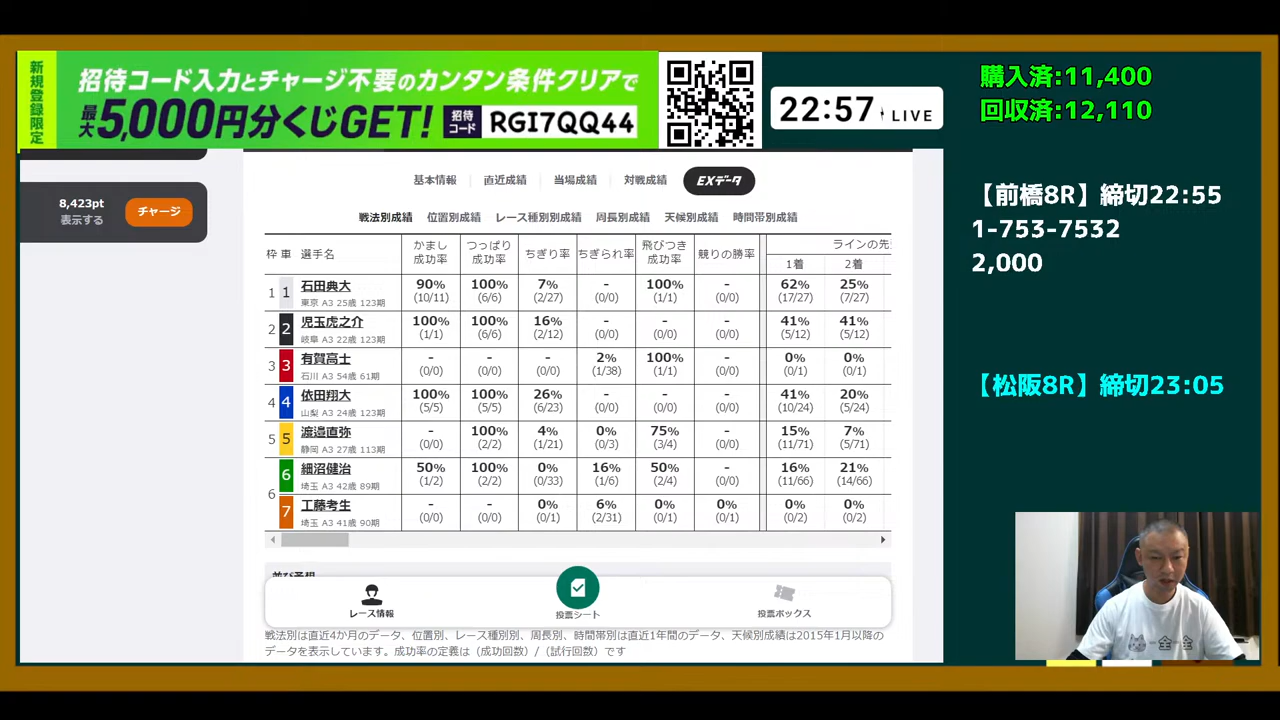 新規登録限定
招待コード入力とチャージ不要のカンタン条件クリアで
最大5,000円分くじGET! 招待コード RGI7QQ44
22:57 LIVE
購入済:11,400
回収済:12,110
【前橋8R】締切22:55
1-753-7532
2,000
【松阪8R】締切23:05
8,423pt
表示する
チャージ
基本情報 直近成績 当場成績 対戦成績 EXデータ
戦法別成績 位置別成績 レース種別別成績 周長別成績 天候別成績 時間帯別成績
枠 車 選手名 かまし成功率 つっぱり成功率 ちぎり率 ちぎられ率 飛びつき成功率 競りの勝率 ラインの先
1着 2着
1 1 石田典大 90% 100% 7% - 100% - 62% 25%
東京 A3 25歳 123期 (10/11) (6/6) (2/27) (0/0) (1/1) (0/0) (17/27) (7/27)
2 2 児玉虎之介 100% 100% 16% - - - 41% 41%
岐阜 A3 22歳 123期 (1/1) (6/6) (2/12) (0/0) (0/0) (0/0) (5/12) (5/12)
3 3 有賀高士 - - - 2% 100% - 0% 0%
石川 A3 54歳 61期 (0/0) (0/0) (0/0) (1/38) (1/1) (0/0) (0/1) (0/1)
4 4 依田翔大 100% 100% 26% - - - 41% 20%
山梨 A3 24歳 123期 (5/5) (5/5) (6/23) (0/0) (0/0) (0/0) (10/24) (5/24)
5 5 渡邉直弥 - 100% 4% 0% 75% - 15% 7%
静岡 A3 27歳 113期 (0/0) (2/2) (1/21) (0/3) (3/4) (0/0) (11/71) (5/71)
6 6 細沼健治 50% 100% 0% 16% 50% - 16% 21%
埼玉 A3 42歳 89期 (1/2) (2/2) (0/33) (1/6) (2/4) (0/0) (11/66) (14/66)
7 工藤考生 - - 0% 6% 0% 0% 0% 0%
埼玉 A3 41歳 90期 (0/0) (0/0) (0/1) (2/31) (0/1) (0/1) (0/2) (0/2)
並び予想
レース情報 投票シート 投票ボックス
戦法別は直近4か月のデータ、位置別、レース種別別、周長別、時間帯別は直近1年間のデータ、天候別成績は2015年1月以降の
データを表示しています。成功率の定義は（成功回数）/（試行回数）です
金 金